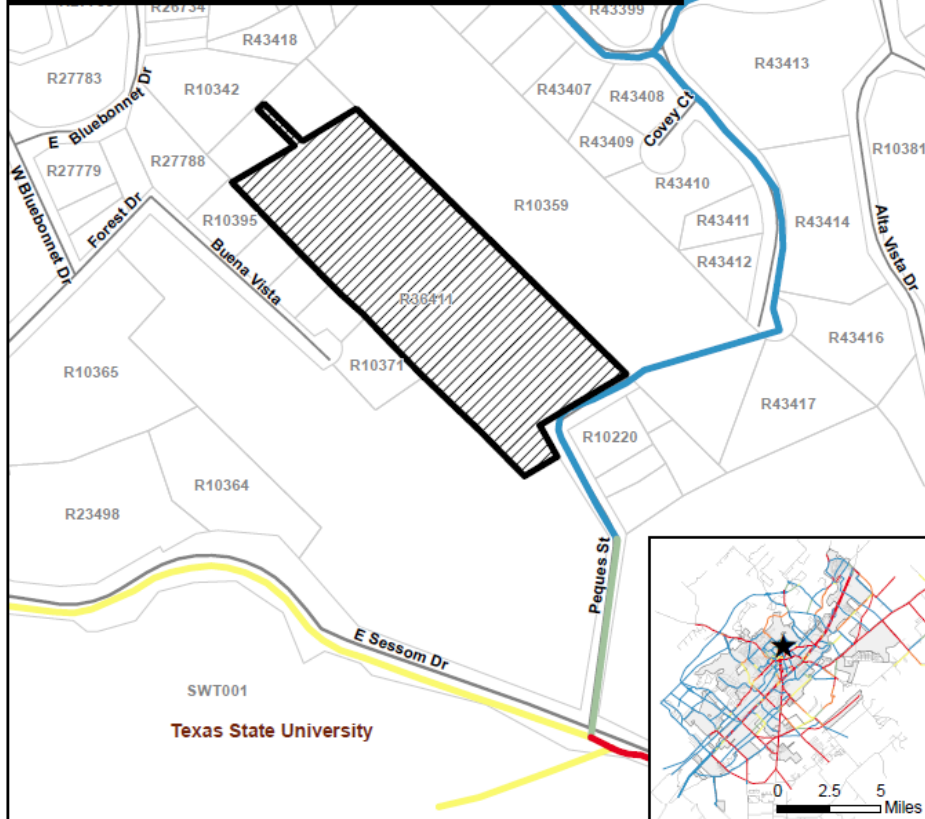 R26734
R43399
R43418
R27783
R10342
R43413
R43407
R43408
Covey Ct
E Bluebonnet Dr
R43409
R10381
R27779
R27788
R43410
W Bluebonnet Dr
Forest Dr
R10395
R10359
R43411
R43414
Alta Vista Dr
Buena Vista
R43412
R36411
R43416
R10365
R10371
R43417
R10220
R10364
R23498
Peques St
E Sessom Dr
SWT001
Texas State University
0 2.5 5
Miles